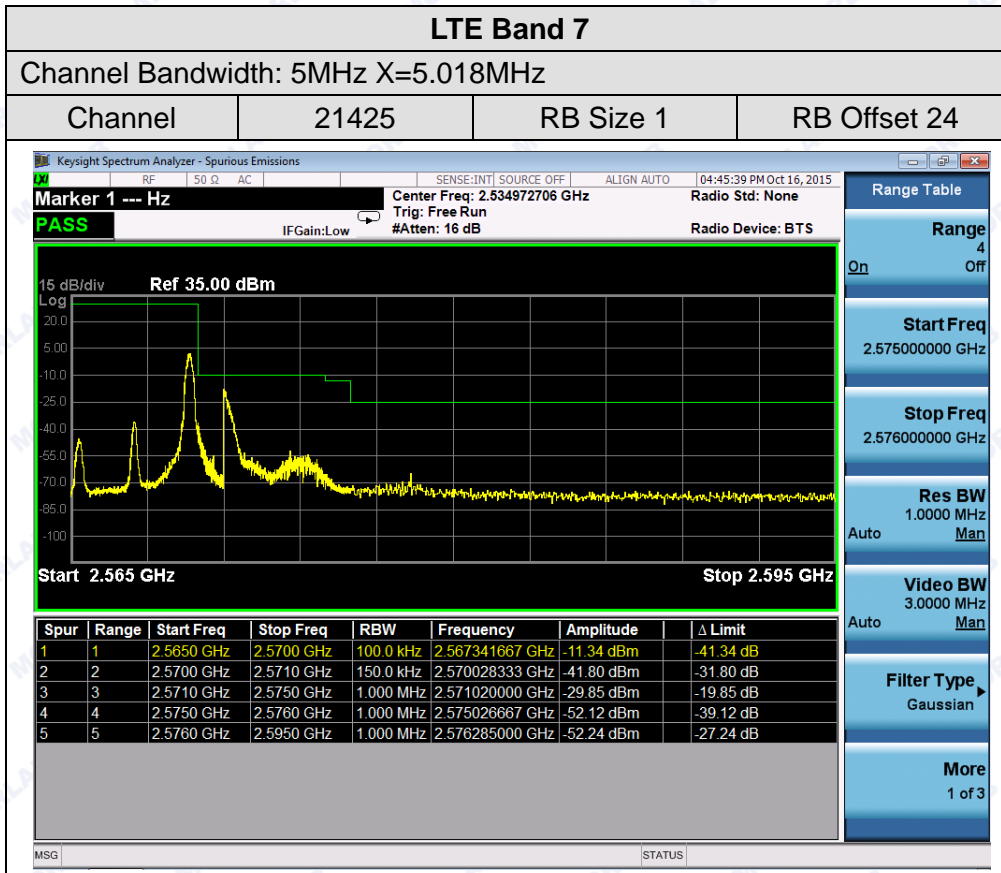 LTE Band 7
Channel Bandwidth: 5MHz X=5.018MHz
Channel 21425 RB Size 1 RB Offset 24
Keysight Spectrum Analyzer - Spurious Emissions
LXI RF 50 Ω AC SENSE:INT SOURCE OFF ALIGN AUTO 04:45:39 PM Oct 16, 2015
Marker 1 --- Hz
PASS
IFGain:Low
Center Freq: 2.534972706 GHz
Trig: Free Run
#Atten: 16 dB
Radio Std: None
Radio Device: BTS
15 dB/div Ref 35.00 dBm
Log
20.0
5.00
-10.0
-25.0
-40.0
-55.0
-70.0
-85.0
-100
Start 2.565 GHz Stop 2.595 GHz
Spur Range Start Freq Stop Freq RBW Frequency Amplitude Δ Limit
1 1 2.5650 GHz 2.5700 GHz 100.0 kHz 2.567341667 GHz -11.34 dBm -41.34 dB
2 2 2.5700 GHz 2.5710 GHz 150.0 kHz 2.570028333 GHz -41.80 dBm -31.80 dB
3 3 2.5710 GHz 2.5750 GHz 1.000 MHz 2.571020000 GHz -29.85 dBm -19.85 dB
4 4 2.5750 GHz 2.5760 GHz 1.000 MHz 2.575026667 GHz -52.12 dBm -39.12 dB
5 5 2.5760 GHz 2.5950 GHz 1.000 MHz 2.576285000 GHz -52.24 dBm -27.24 dB
Range Table
Range
4
On Off
Start Freq
2.575000000 GHz
Stop Freq
2.576000000 GHz
Res BW
1.0000 MHz
Auto Man
Video BW
3.0000 MHz
Auto Man
Filter Type
Gaussian
More
1 of 3
MSG STATUS